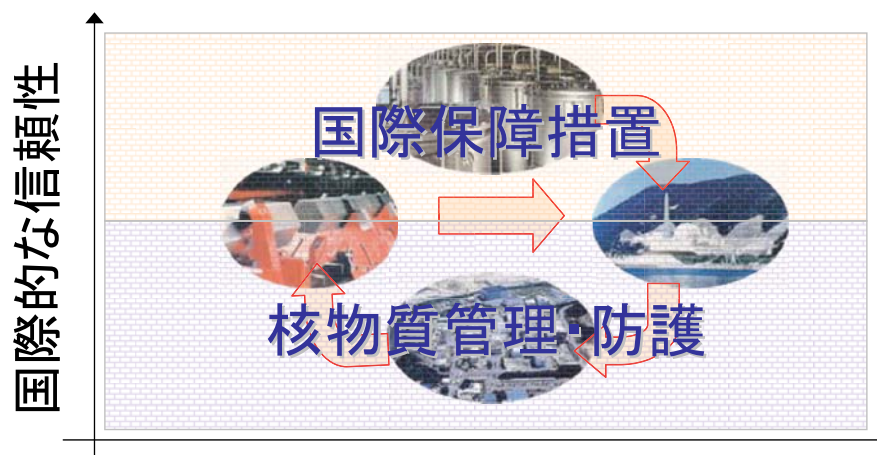 国際的な信頼性
国際保障措置
核物質管理・防護